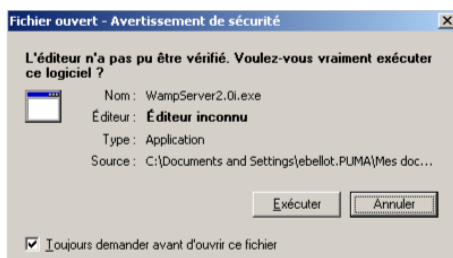 Fichier ouvert - Avertissement de sécurité
L'éditeur n'a pas pu être vérifié. Voulez-vous vraiment exécuter
ce logiciel ?
Nom : WampServer2.0i.exe
Éditeur : Éditeur inconnu
Type : Application
Source : C:\Documents and Settings\ebellot.PUMA\Mes doc...
Exécuter Annuler
Toujours demander avant d'ouvrir ce fichier